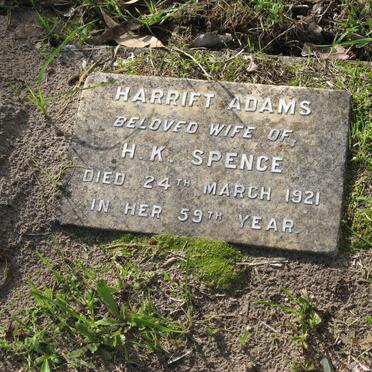 HARRIFT ADAMS
BELOVED WIFE OF.
H.K. SPENCE
DIED 24TH MARCH 1921
IN HER 59TH YEAR.